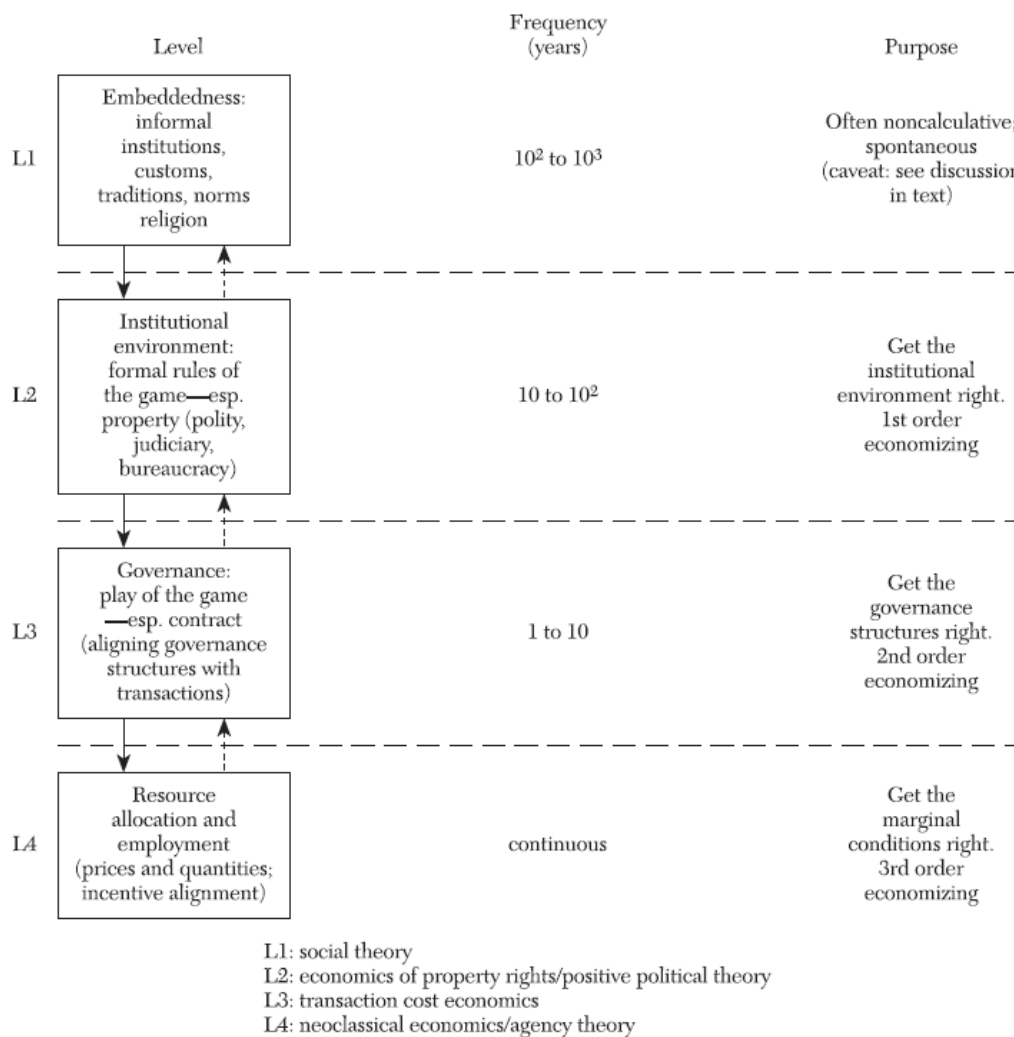 Level
Frequency
(years)
Purpose
L1
Embeddedness:
informal
institutions,
customs,
traditions, norms
religion
10² to 10³
Often noncalculative;
spontaneous
(caveat: see discussion
in text)
L2
Institutional
environment:
formal rules of
the game—esp.
property (polity,
judiciary,
bureaucracy)
10 to 10²
Get the
institutional
environment right.
1st order
economizing
L3
Governance:
play of the game
—esp. contract
(aligning governance
structures with
transactions)
1 to 10
Get the
governance
structures right.
2nd order
economizing
L4
Resource
allocation and
employment
(prices and quantities;
incentive alignment)
continuous
Get the
marginal
conditions right.
3rd order
economizing
L1: social theory
L2: economics of property rights/positive political theory
L3: transaction cost economics
L4: neoclassical economics/agency theory